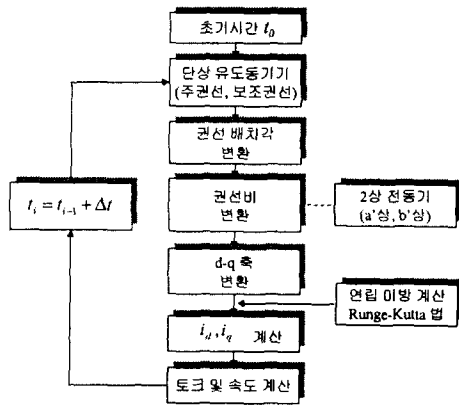 초기시간 t₀
단상 유도동기기
(주권선, 보조권선)
권선 배치각
변환
t_i = t_{i-1} + Δt
권선비
변환
2상 전동기
(a'상, b'상)
d-q 축
변환
연립 미방 계산
Runge-Kutta 법
i_d , i_q 계산
토크 및 속도 계산